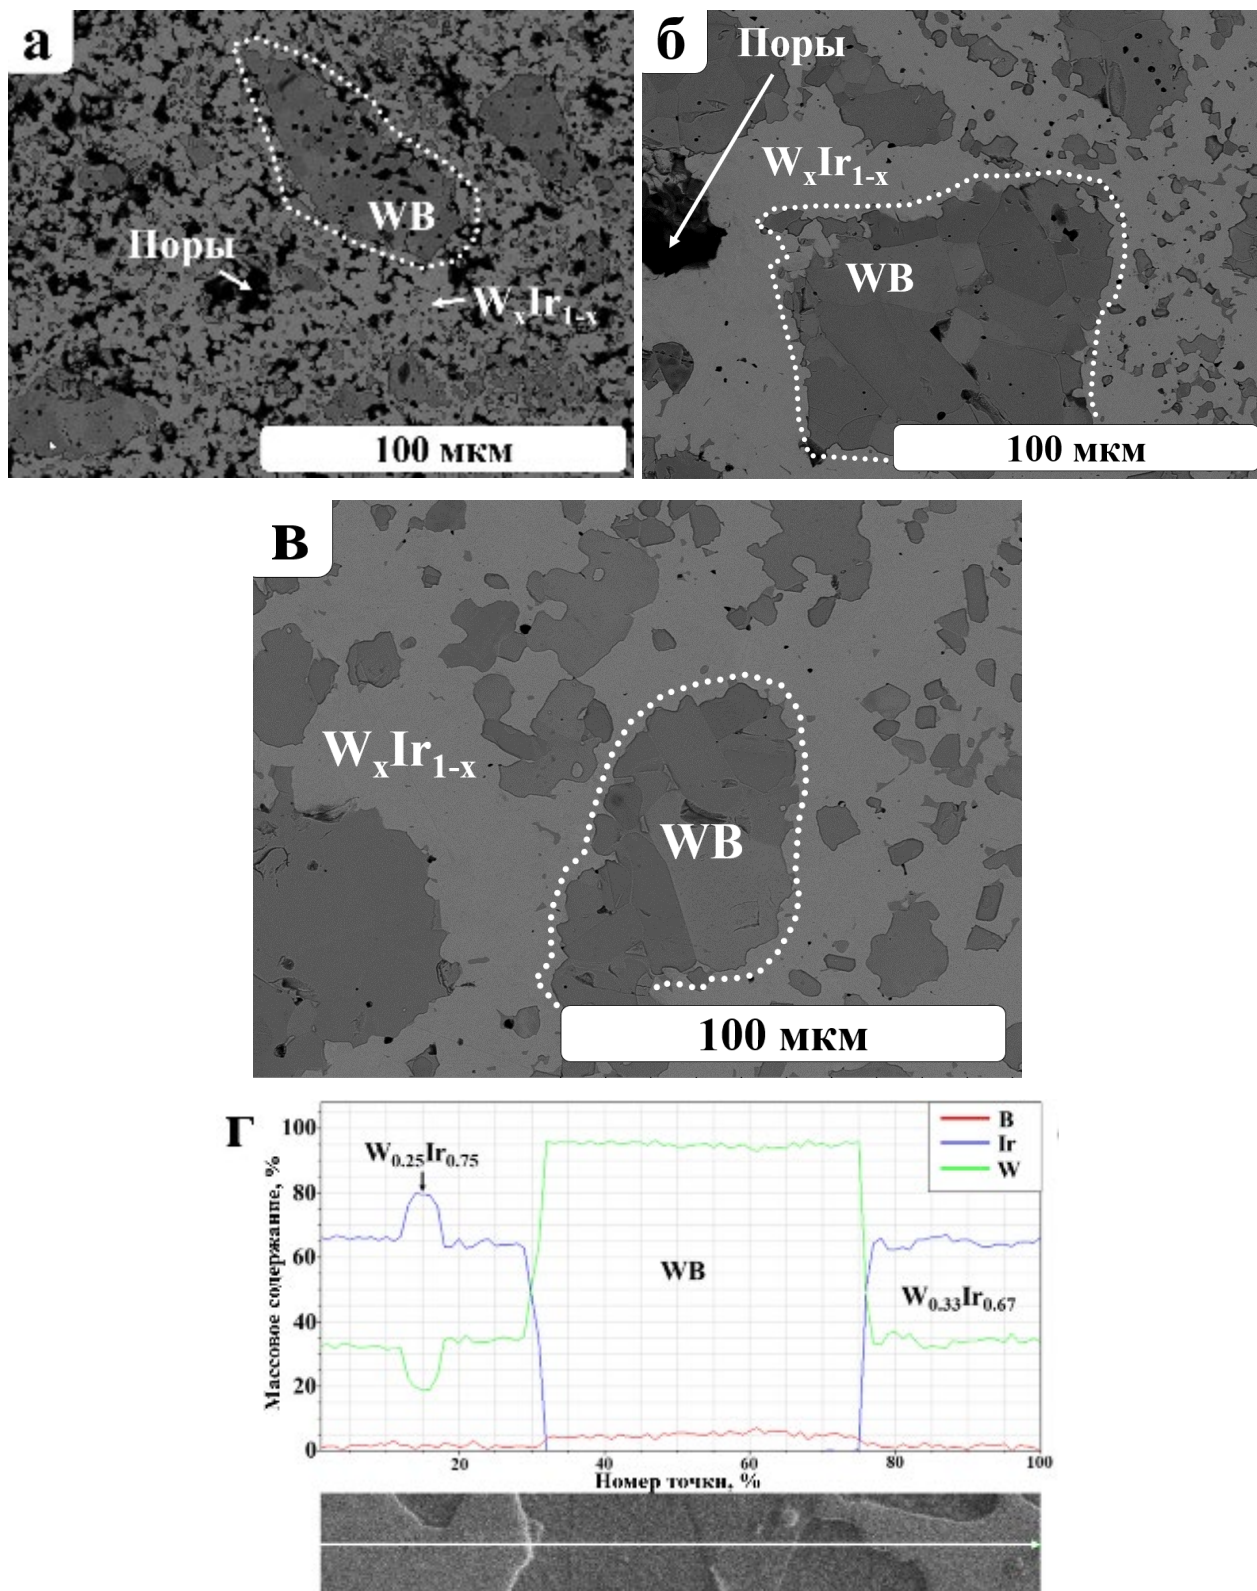 а
WB
Поры
WₓIr₁₋ₓ
100 мкм
б
Поры
WₓIr₁₋ₓ
WB
100 мкм
в
WₓIr₁₋ₓ
WB
100 мкм
г
W₀.₂₅Ir₀.₇₅
B
Ir
W
WB
W₀.₃₃Ir₀.₆₇
Массовое содержание, %
100
80
60
40
20
0
20 40 60 80 100
Номер точки, %